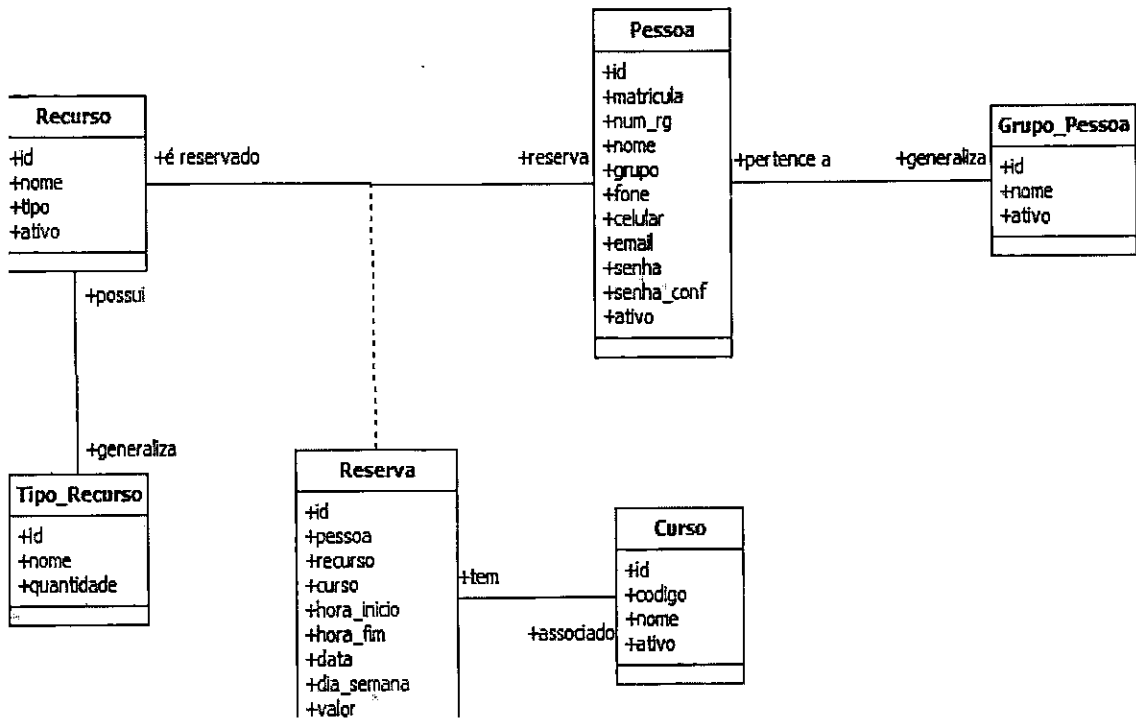 Pessoa
+id
+matricula
+num_rg
+nome
+grupo
+fone
+celular
+email
+senha
+senha_conf
+ativo
Recurso
+id
+nome
+tipo
+ativo
+é reservado
+reserva
+pertence a
+generaliza
Grupo_Pessoa
+id
+nome
+ativo
+possui
+generaliza
Tipo_Recurso
+id
+nome
+quantidade
Reserva
+id
+pessoa
+recurso
+curso
+hora_inicio
+hora_fim
+data
+dia_semana
+valor
+tem
+associado
Curso
+id
+codigo
+nome
+ativo